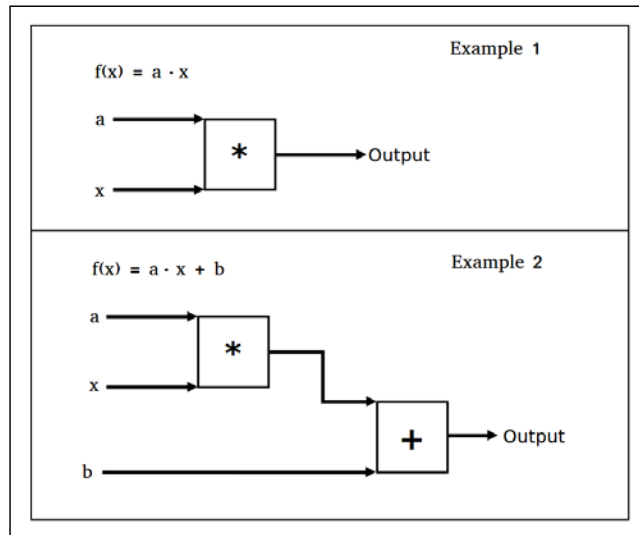 Example 1
f(x) = a · x
a
*
x
Output
Example 2
f(x) = a · x + b
a
*
x
+
Output
b